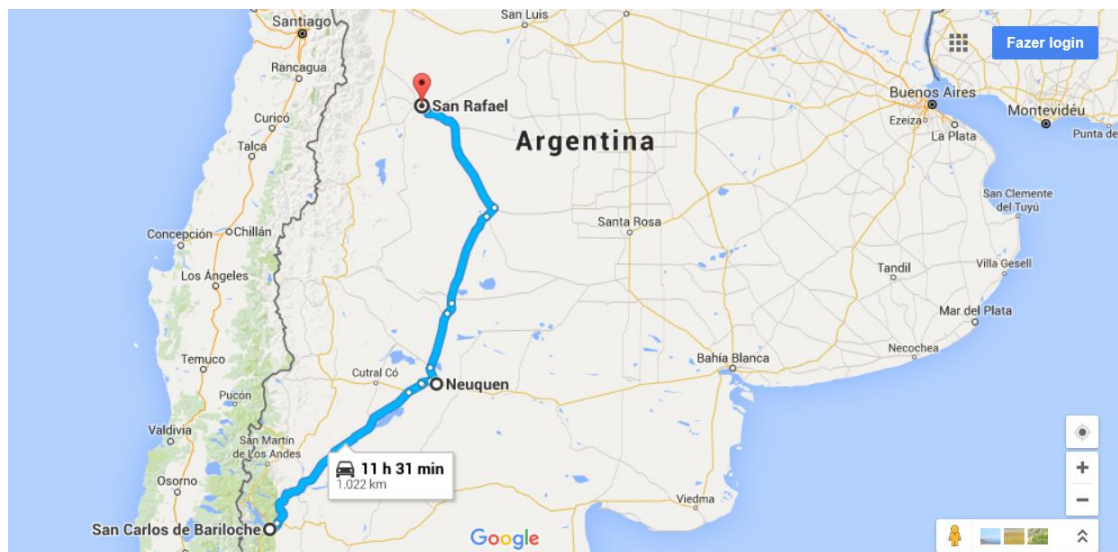 San Luis
Santiago
Fazer login
Rancagua
San Rafael
Buenos Aires
Ezeiza
La Plata
Montevidéu
Punta de
Curicó
Argentina
Talca
San Clemente
del Tuyú
Concepción
Chillán
Santa Rosa
Los Ángeles
Tandil
Villa Gesell
Mar del Plata
Temuco
Cutral Có
Neuquen
Bahía Blanca
Necochea
Pucón
Valdivia
San Martín
de Los Andes
11 h 31 min
1.022 km
Osorno
Viedma
San Carlos de Bariloche
Google